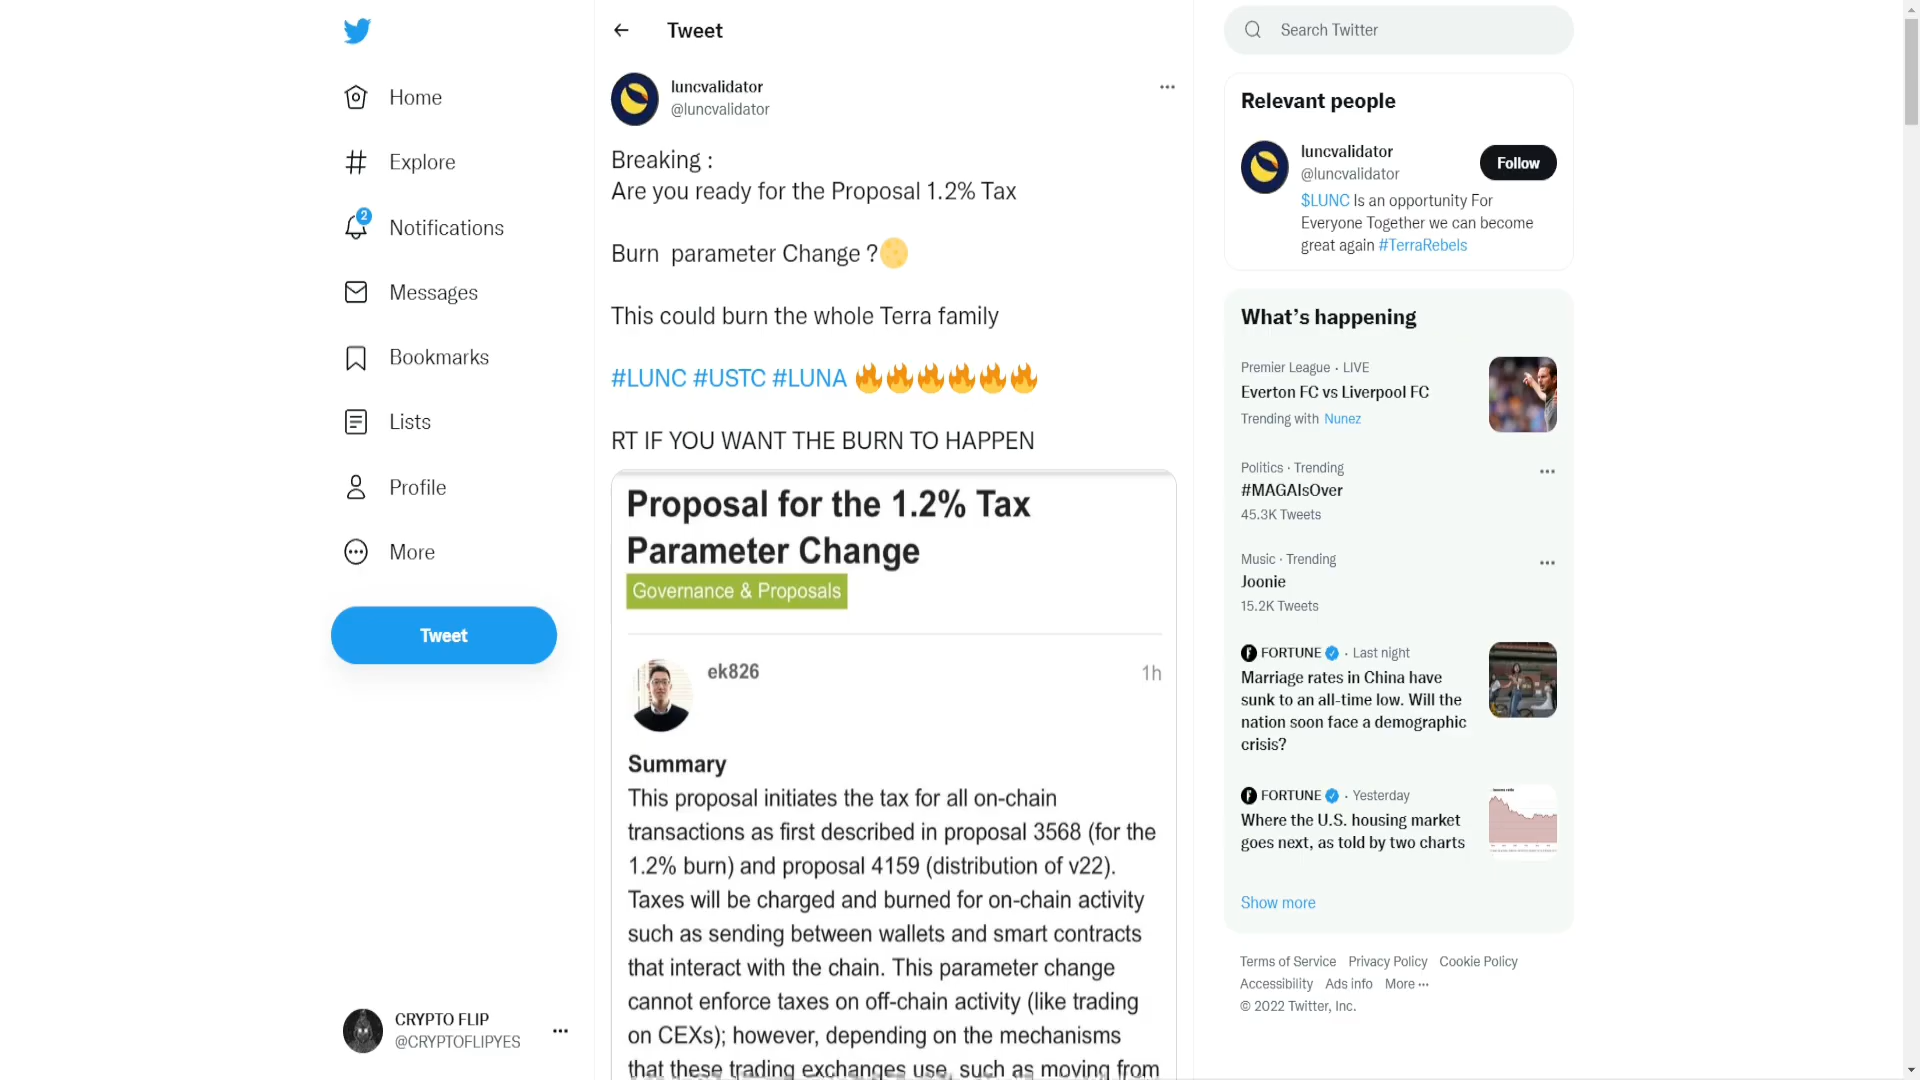 Home
Explore
2
Notifications
Messages
Bookmarks
Lists
Profile
More
Tweet
CRYPTO FLIP
@CRYPTOFLIPYES
Tweet
luncvalidator
@luncvalidator
Breaking :
Are you ready for the Proposal 1.2% Tax
Burn parameter Change ?
This could burn the whole Terra family
#LUNC #USTC #LUNA 🔥🔥🔥🔥🔥🔥
RT IF YOU WANT THE BURN TO HAPPEN
Proposal for the 1.2% Tax
Parameter Change
Governance & Proposals
ek826
1h
Summary
This proposal initiates the tax for all on-chain
transactions as first described in proposal 3568 (for the
1.2% burn) and proposal 4159 (distribution of v22).
Taxes will be charged and burned for on-chain activity
such as sending between wallets and smart contracts
that interact with the chain. This parameter change
cannot enforce taxes on off-chain activity (like trading
on CEXs); however, depending on the mechanisms
that these trading exchanges use, such as moving from
Search Twitter
Relevant people
luncvalidator
@luncvalidator
Follow
$LUNC Is an opportunity For
Everyone Together we can become
great again #TerraRebels
What's happening
Premier League · LIVE
Everton FC vs Liverpool FC
Trending with Nunez
Politics · Trending
#MAGAIsOver
45.3K Tweets
Music · Trending
Joonie
15.2K Tweets
FORTUNE · Last night
Marriage rates in China have
sunk to an all-time low. Will the
nation soon face a demographic
crisis?
FORTUNE · Yesterday
Where the U.S. housing market
goes next, as told by two charts
Show more
Terms of Service Privacy Policy Cookie Policy
Accessibility Ads info More ···
© 2022 Twitter, Inc.